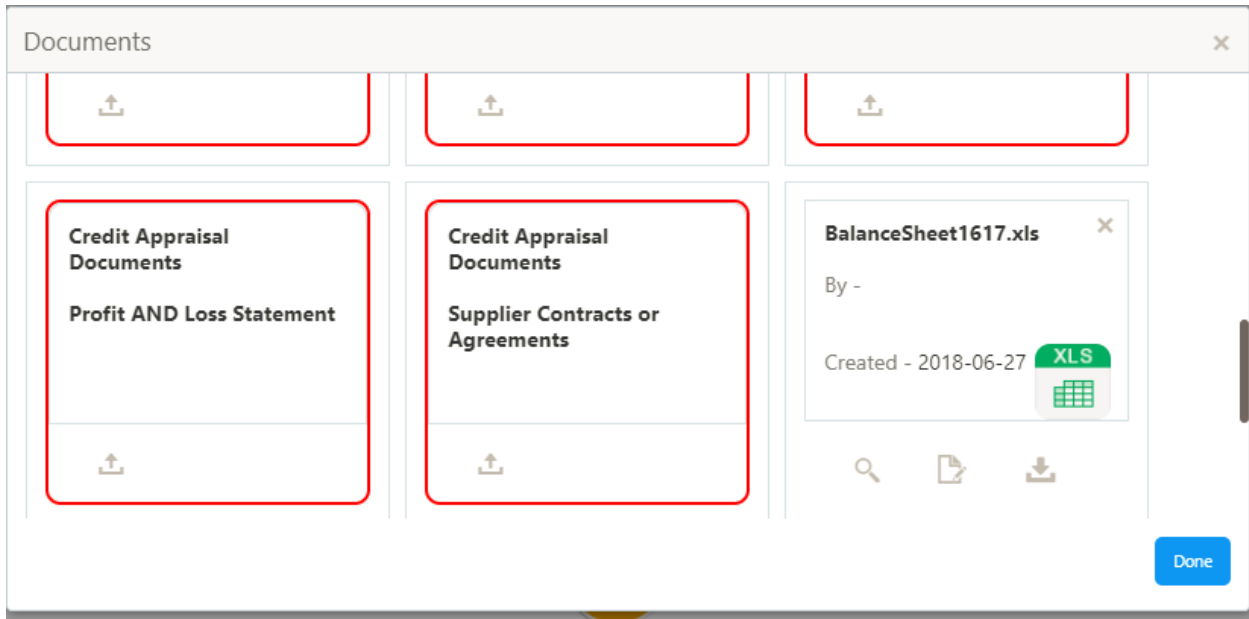 Documents
Credit Appraisal
Documents
Profit AND Loss Statement
Credit Appraisal
Documents
Supplier Contracts or
Agreements
BalanceSheet1617.xls
By -
Created - 2018-06-27
XLS
Done